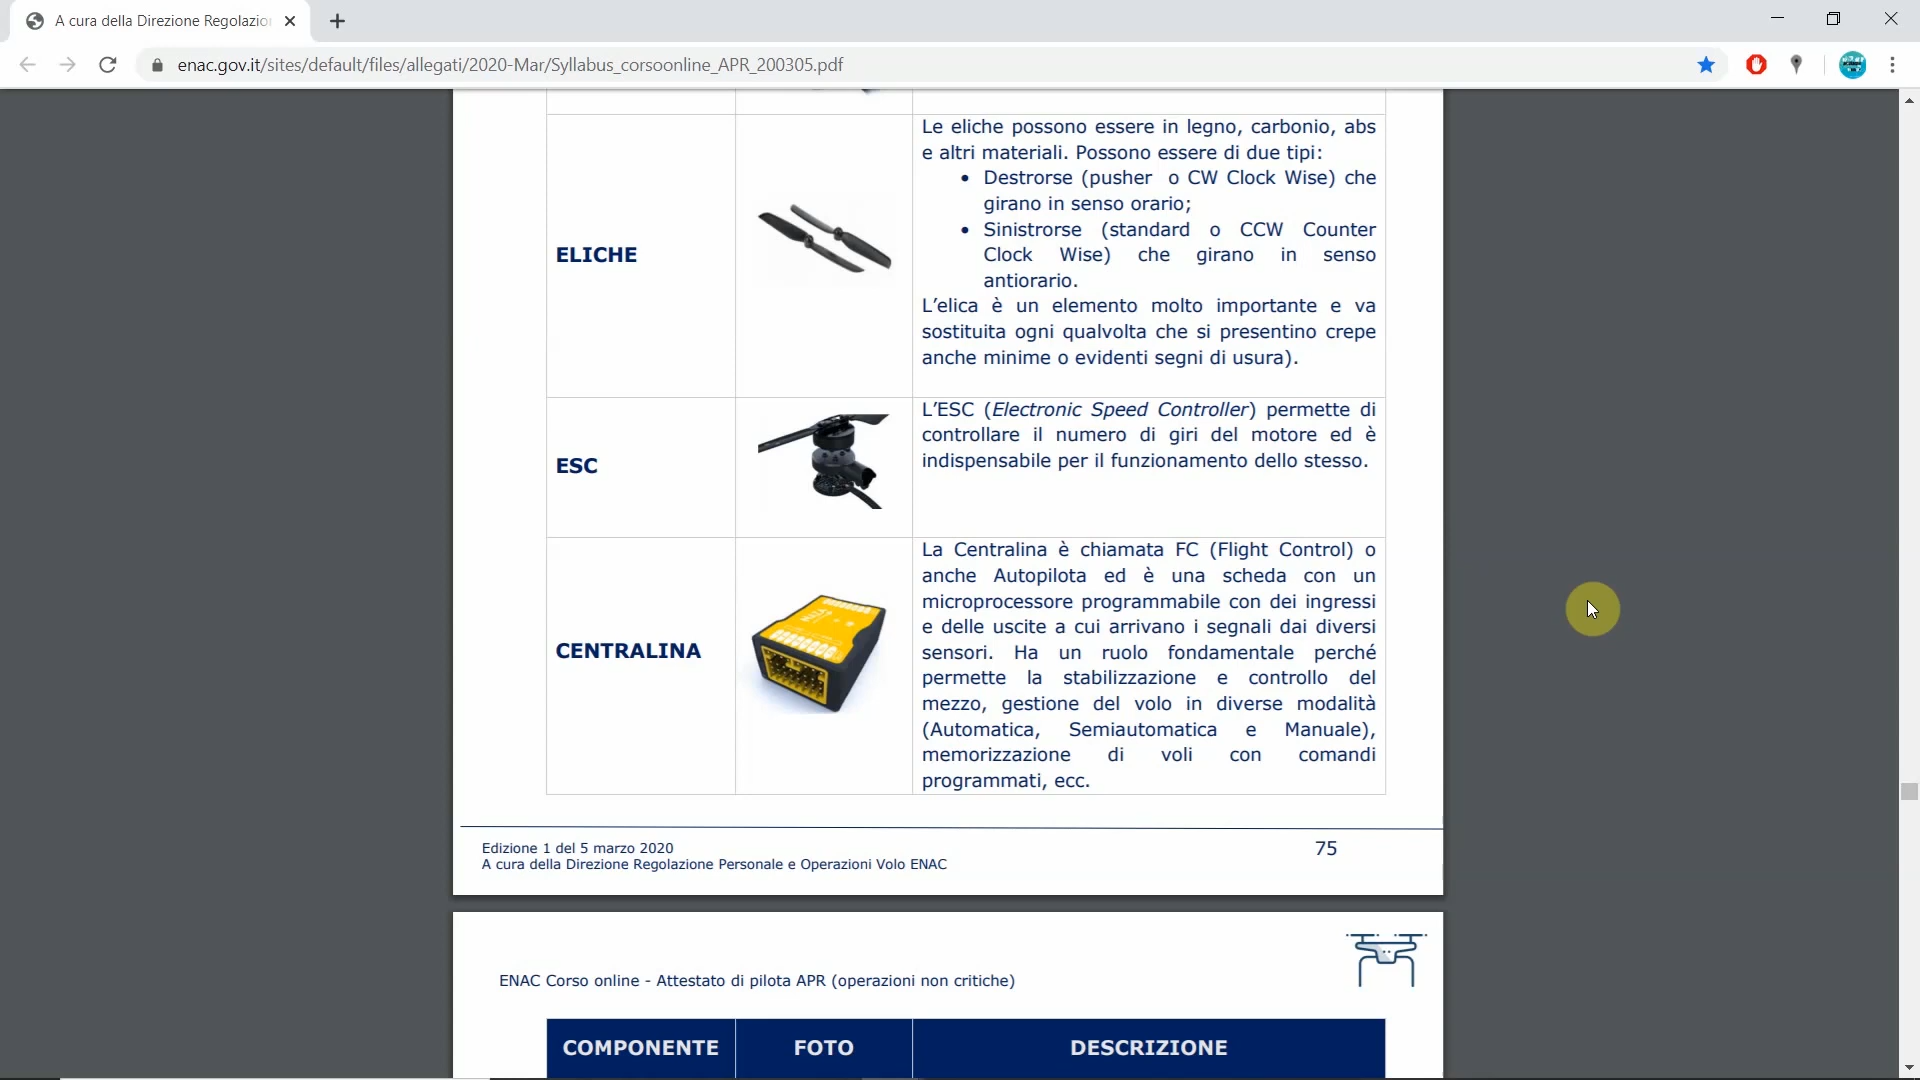 A cura della Direzione Regolazio
enac.gov.it/sites/default/files/allegati/2020-Mar/Syllabus_corsoonline_APR_200305.pdf
ELICHE
Le eliche possono essere in legno, carbonio, abs
e altri materiali. Possono essere di due tipi:
• Destrorse (pusher o CW Clock Wise) che
girano in senso orario;
• Sinistrorse (standard o CCW Counter
Clock Wise) che girano in senso
antiorario.
L'elica è un elemento molto importante e va
sostituita ogni qualvolta che si presentino crepe
anche minime o evidenti segni di usura).
ESC
L'ESC (Electronic Speed Controller) permette di
controllare il numero di giri del motore ed è
indispensabile per il funzionamento dello stesso.
CENTRALINA
La Centralina è chiamata FC (Flight Control) o
anche Autopilota ed è una scheda con un
microprocessore programmabile con dei ingressi
e delle uscite a cui arrivano i segnali dai diversi
sensori. Ha un ruolo fondamentale perché
permette la stabilizzazione e controllo del
mezzo, gestione del volo in diverse modalità
(Automatica, Semiautomatica e Manuale),
memorizzazione di voli con comandi
programmati, ecc.
Edizione 1 del 5 marzo 2020
A cura della Direzione Regolazione Personale e Operazioni Volo ENAC
75
ENAC Corso online - Attestato di pilota APR (operazioni non critiche)
COMPONENTE FOTO DESCRIZIONE